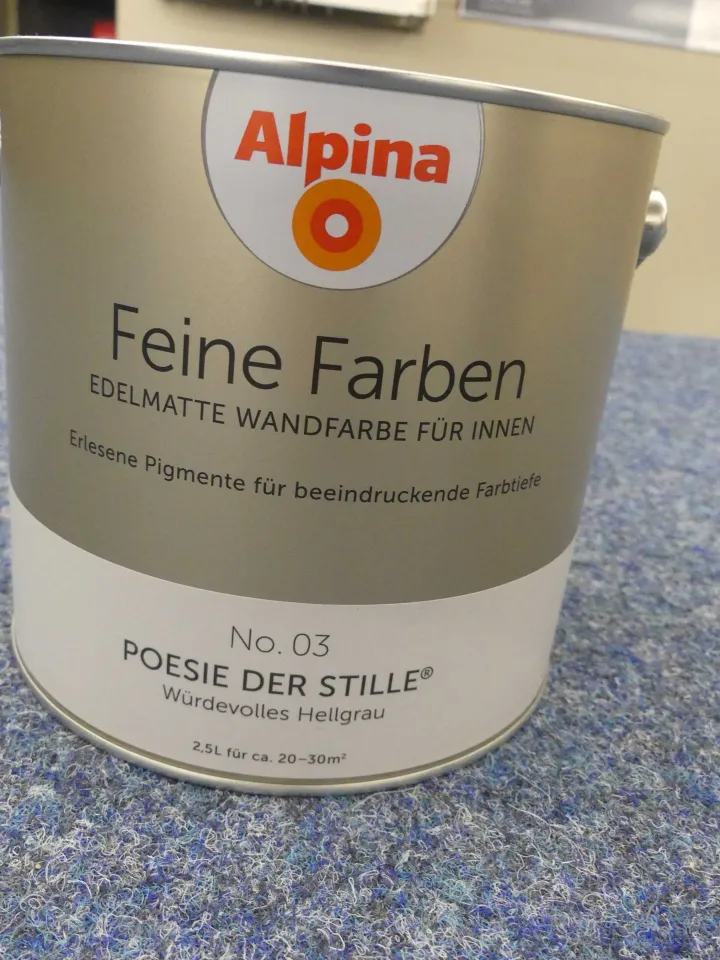 Alpina
Feine Farben
EDELMATTE WANDFARBE FÜR INNEN
Erlesene Pigmente für beeindruckende Farbtiefe
No. 03
POESIE DER STILLE®
Würdevolles Hellgrau
2,5L für ca. 20–30m²